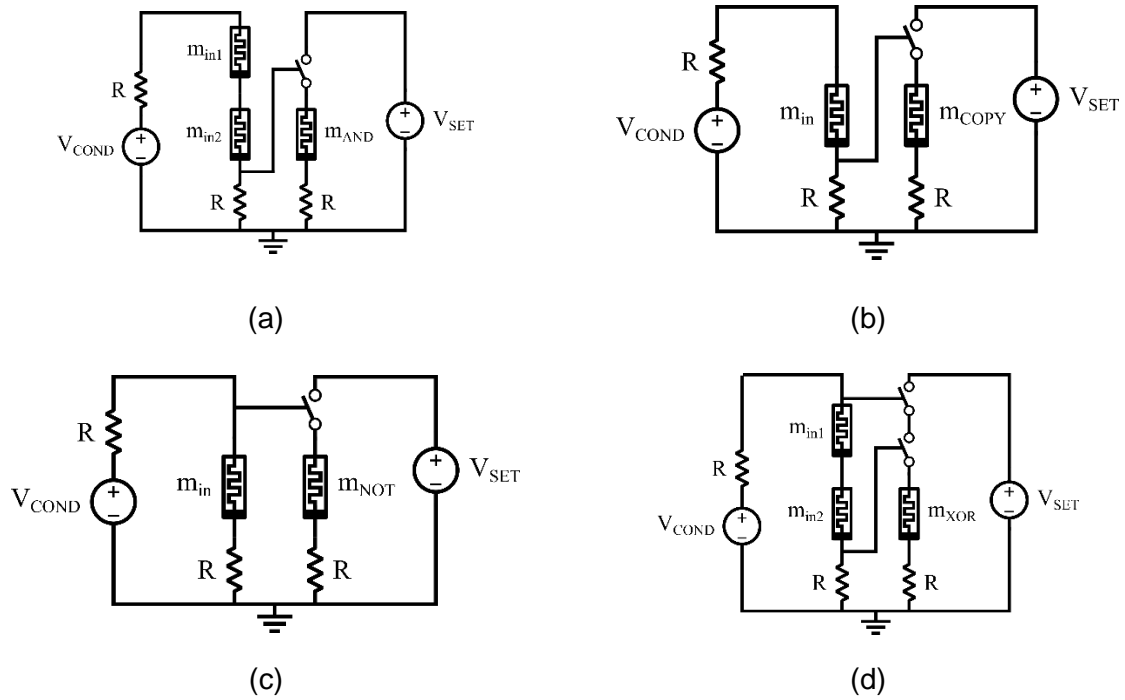 m_in1
R
m_in2
m_AND
V_COND
V_SET
+
−
+
−
R
R
(a)
R
V_COND
m_in
m_COPY
V_SET
+
−
+
−
R
R
(b)
R
V_COND
m_in
m_NOT
V_SET
+
−
+
−
R
R
(c)
m_in1
R
m_in2
m_XOR
V_COND
V_SET
+
−
+
−
R
R
(d)